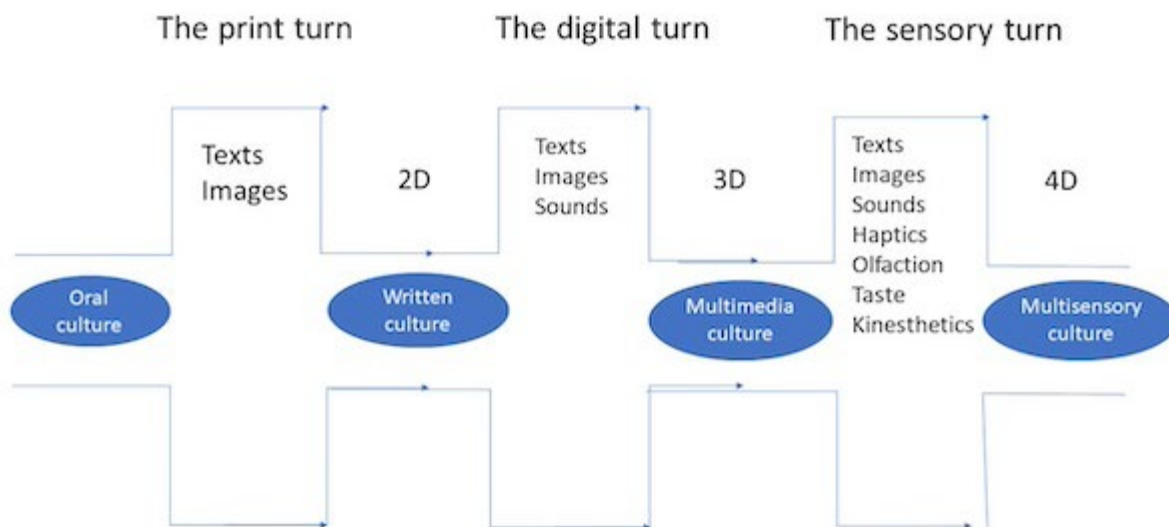 The print turn
The digital turn
The sensory turn
Texts
Images
2D
Texts
Images
Sounds
3D
Texts
Images
Sounds
Haptics
Olfaction
Taste
Kinesthetics
4D
Oral
culture
Written
culture
Multimedia
culture
Multisensory
culture